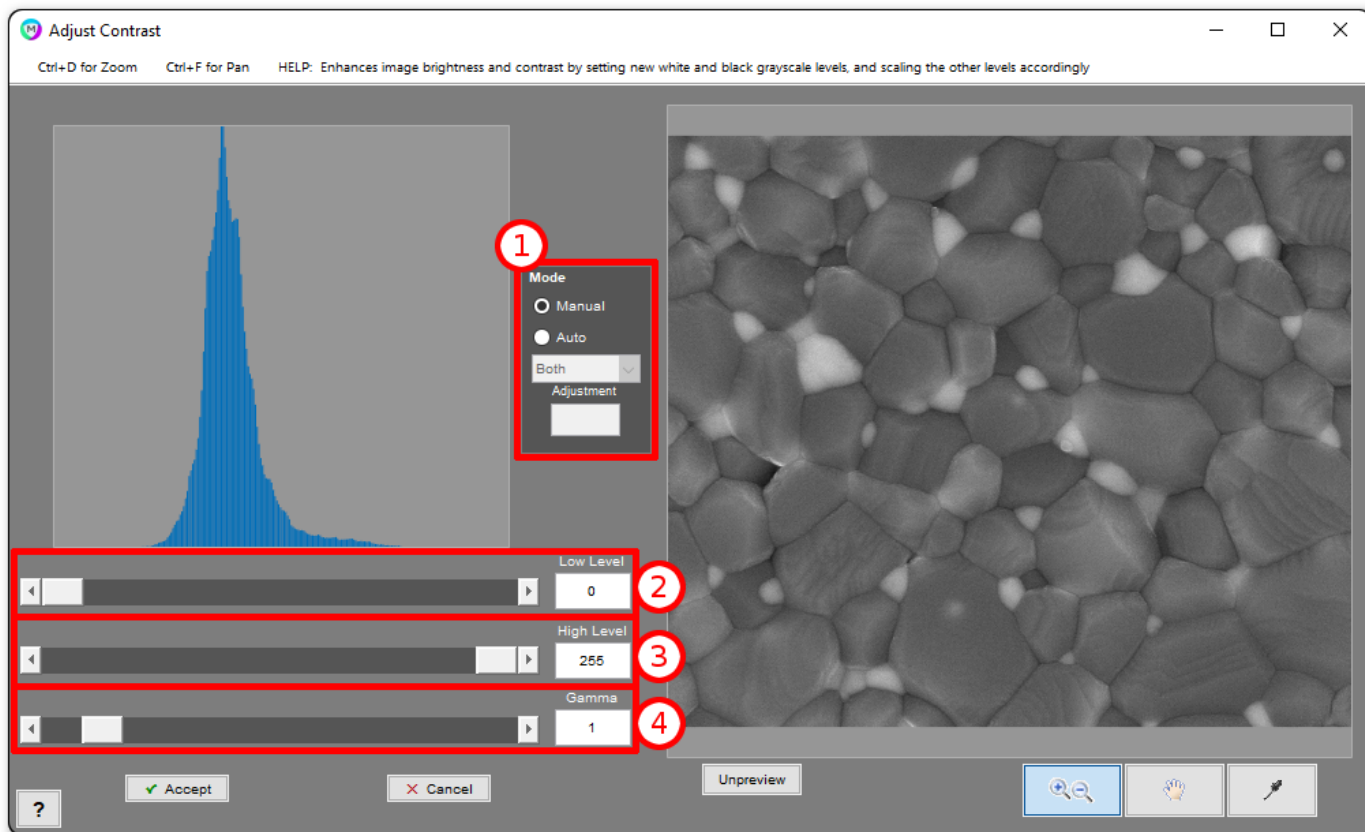 Adjust Contrast
Ctrl+D for Zoom Ctrl+F for Pan HELP: Enhances image brightness and contrast by setting new white and black grayscale levels, and scaling the other levels accordingly
1
Mode
Manual
Auto
Both
Adjustment
Low Level
0
2
High Level
255
3
Gamma
1
4
Accept
Cancel
Unpreview
?